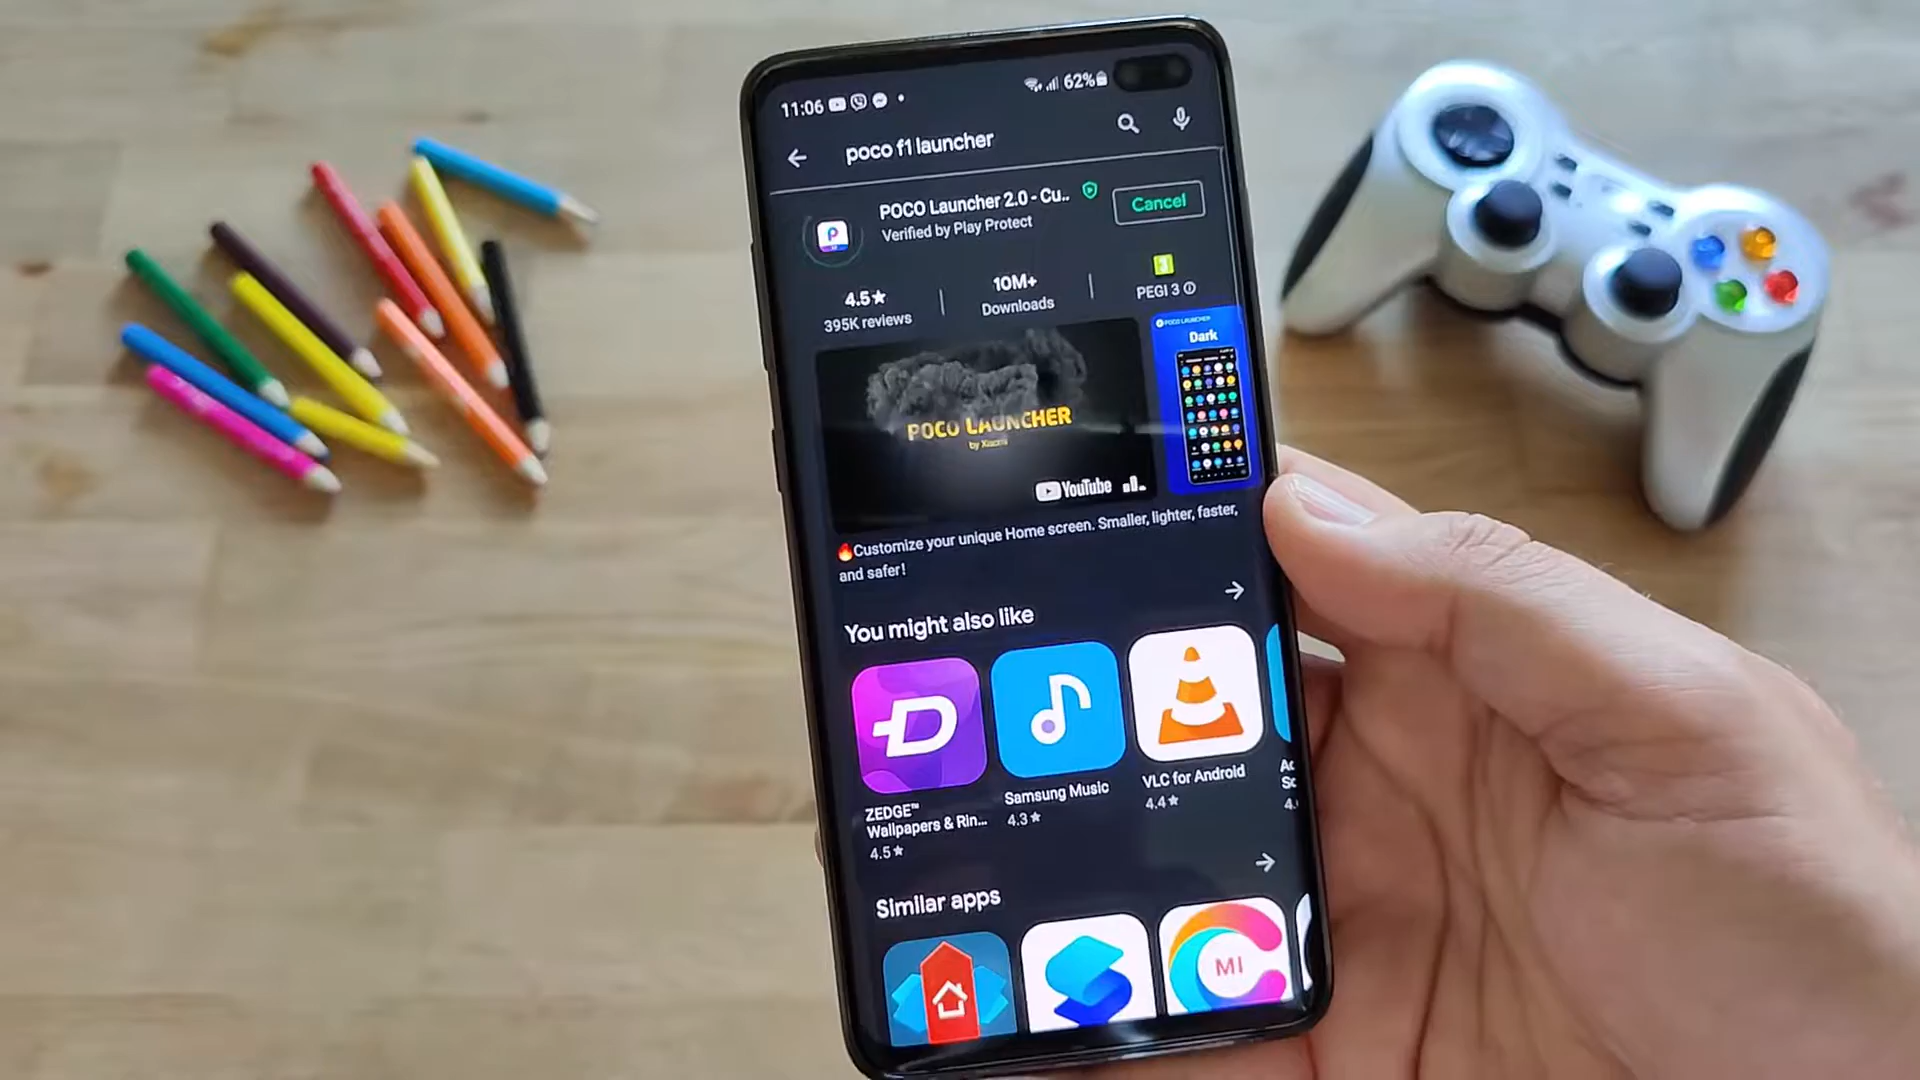 11:06
62%
poco f1 launcher
POCO Launcher 2.0 - Cu..
Verified by Play Protect
Cancel
4.5★
395K reviews
10M+
Downloads
3
PEGI 3
POCO LAUNCHER
by Xiaomi
YouTube
POCO LAUNCHER
Dark
🔥Customize your unique Home screen. Smaller, lighter, faster,
and safer!
You might also like
ZEDGE™
Wallpapers & Rin...
4.5★
Samsung Music
4.3★
VLC for Android
4.4★
Similar apps
MI